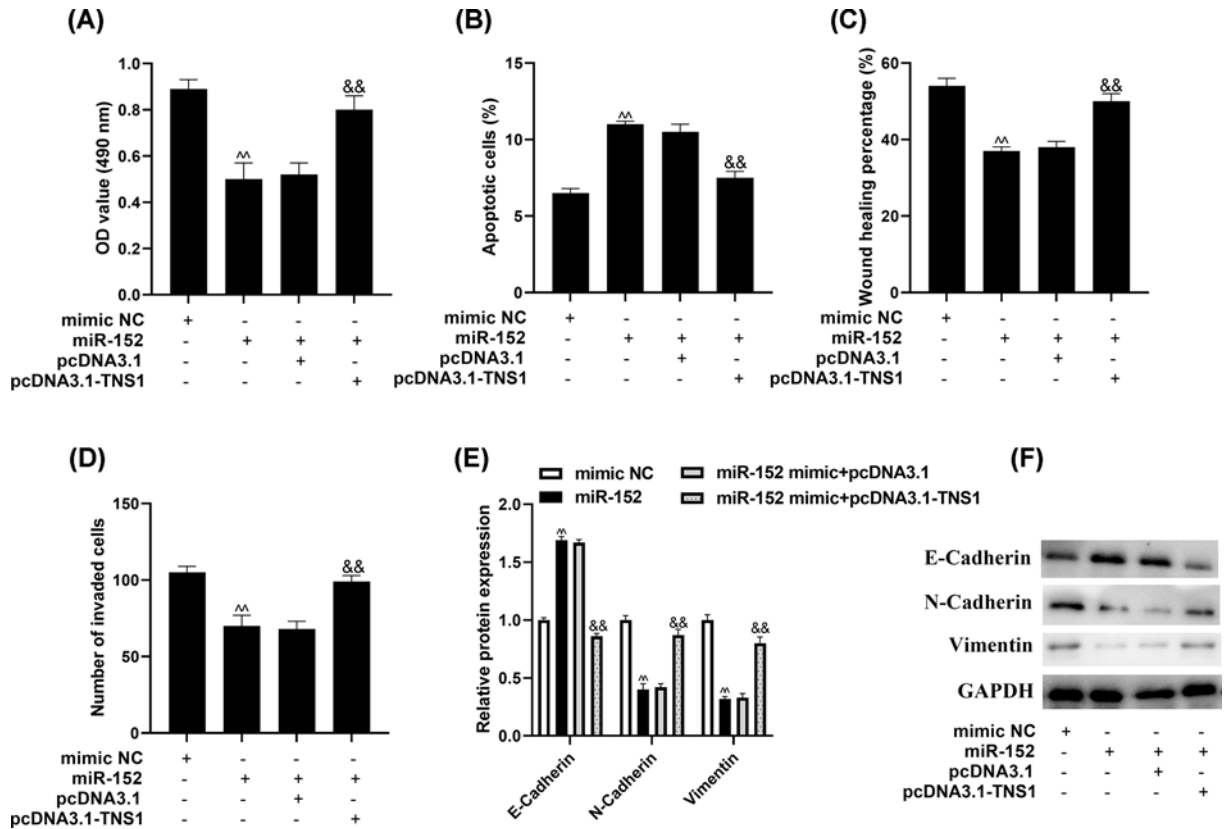 (A)
OD value (490 nm)
1.0
0.8
0.6
0.4
0.2
0.0
^^
&&
mimic NC + - - -
miR-152 - + + +
pcDNA3.1 - - + -
pcDNA3.1-TNS1 - - - +
(B)
Apoptotic cells (%)
15
10
5
0
^^
&&
mimic NC + - - -
miR-152 - + + +
pcDNA3.1 - - + -
pcDNA3.1-TNS1 - - - +
(C)
Wound healing percentage (%)
60
40
20
0
^^
&&
mimic NC + - - -
miR-152 - + + +
pcDNA3.1 - - + -
pcDNA3.1-TNS1 - - - +
(D)
Number of invaded cells
150
100
50
0
^^
&&
mimic NC + - - -
miR-152 - + + +
pcDNA3.1 - - + -
pcDNA3.1-TNS1 - - - +
(E)
mimic NC
miR-152
miR-152 mimic+pcDNA3.1
miR-152 mimic+pcDNA3.1-TNS1
Relative protein expression
2.0
1.5
1.0
0.5
0.0
^^
&&
^^
&&
^^
&&
E-Cadherin
N-Cadherin
Vimentin
(F)
E-Cadherin
N-Cadherin
Vimentin
GAPDH
mimic NC + - - -
miR-152 - + + +
pcDNA3.1 - - + -
pcDNA3.1-TNS1 - - - +